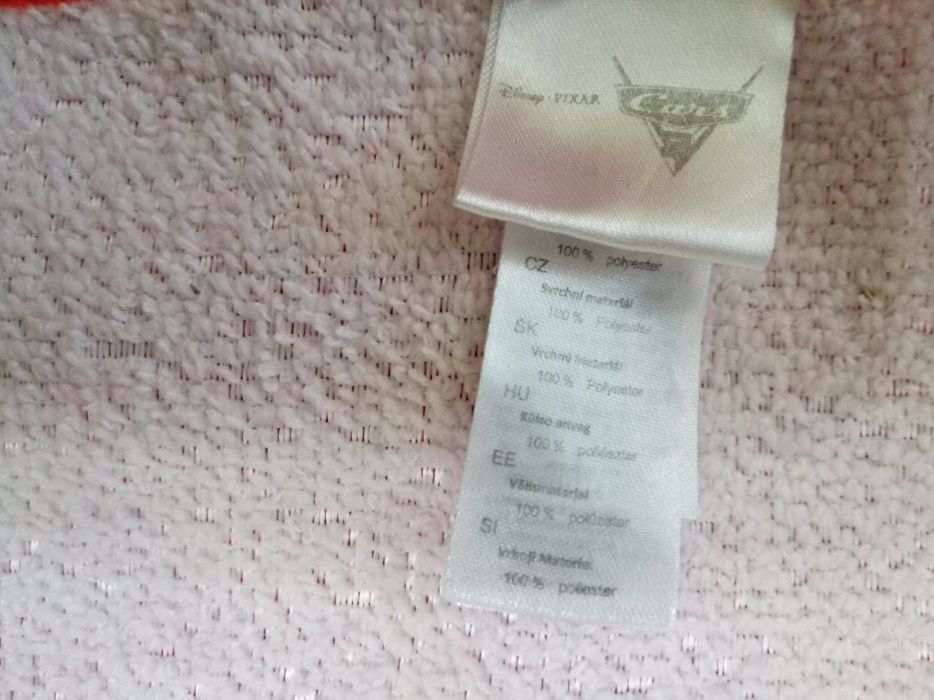 Disney · PIXAR
Cars
100 % polyester
CZ
Svrchní materiál
100 % Polyester
SK
Vrchný materiál
100 % Polyester
HU
Külső anyag
100 % poliészter
EE
Välismaterjal
100 % polüester
SI
Vrhnji Material
100 % poliester